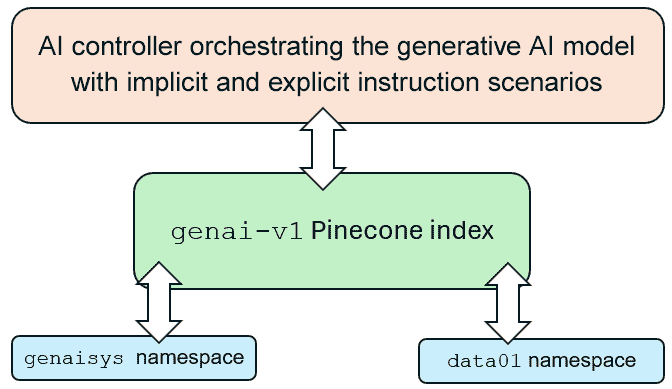 AI controller orchestrating the generative AI model
with implicit and explicit instruction scenarios
genai-v1 Pinecone index
genaisys namespace
data01 namespace